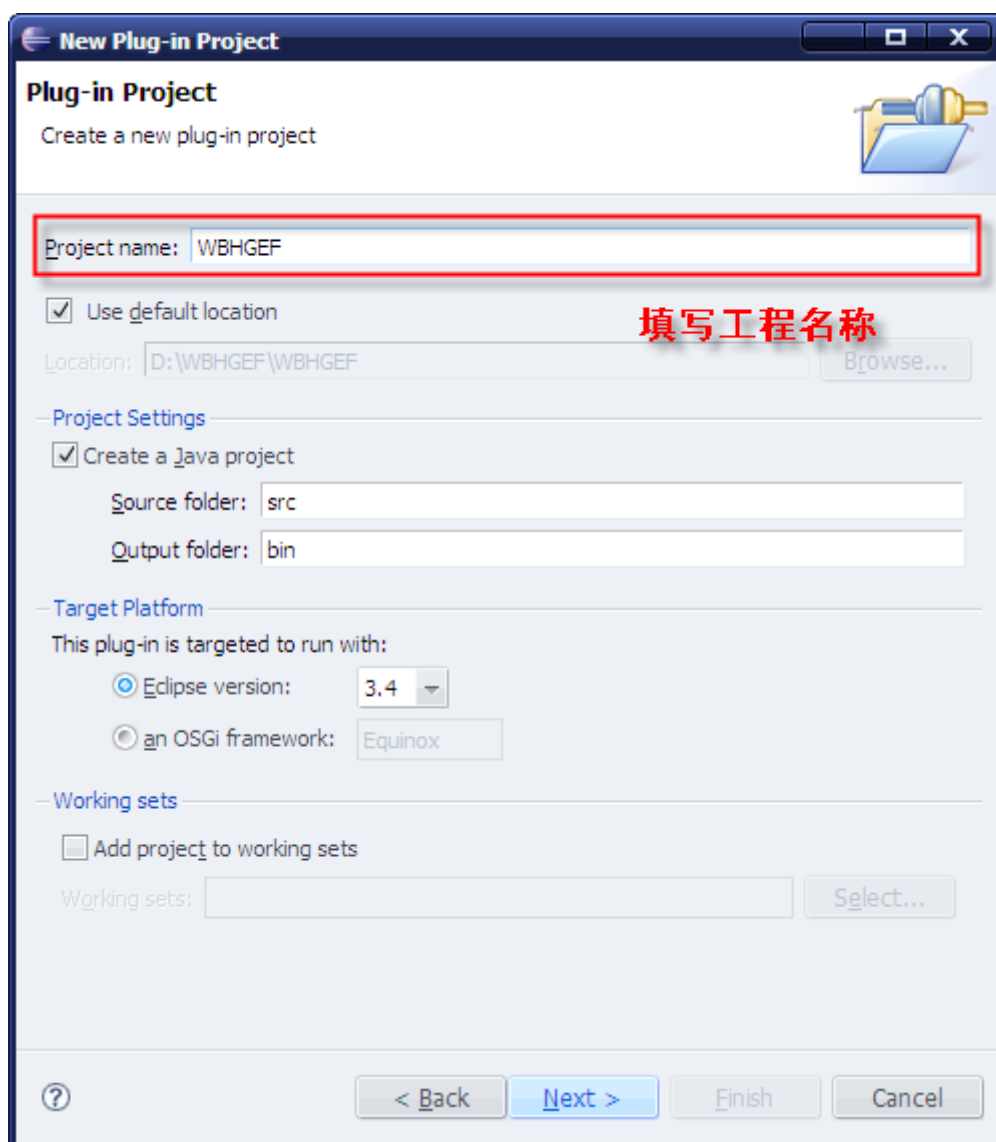 New Plug-in Project
Plug-in Project
Create a new plug-in project
Project name: WBHGEF
Use default location
填写工程名称
Location: D:\WBHGEF\WBHGEF Browse...
Project Settings
Create a Java project
Source folder: src
Output folder: bin
Target Platform
This plug-in is targeted to run with:
Eclipse version: 3.4
an OSGi framework: Equinox
Working sets
Add project to working sets
Working sets: Select...
< Back Next > Finish Cancel